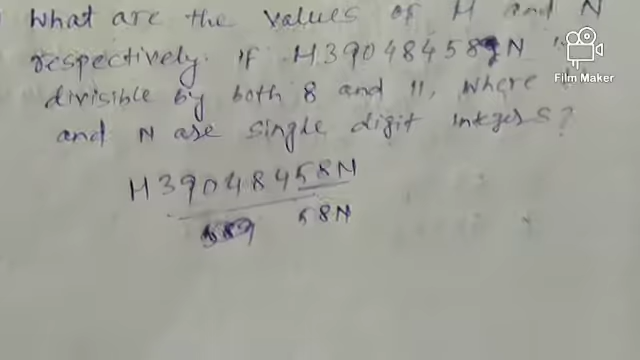 What are the values of M and N
respectively. If M39048458N
divisible by both 8 and 11, where
and N are single digit integers?
M39048458N
58N
Film Maker